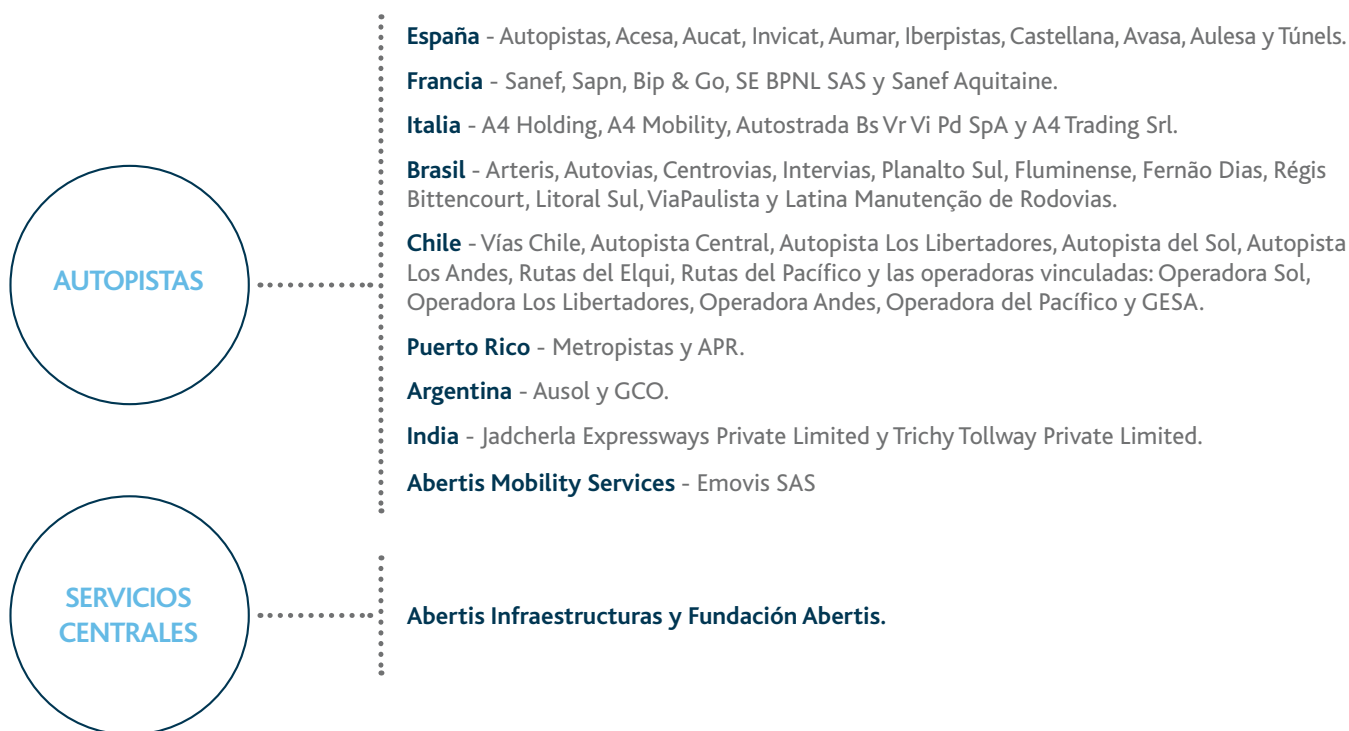 AUTOPISTAS
España - Autopistas, Acesa, Aucat, Invicat, Aumar, Iberpistas, Castellana, Avasa, Aulesa y Túnels.
Francia - Sanef, Sapn, Bip & Go, SE BPNL SAS y Sanef Aquitaine.
Italia - A4 Holding, A4 Mobility, Autostrada Bs Vr Vi Pd SpA y A4 Trading Srl.
Brasil - Arteris, Autovias, Centrovias, Intervias, Planalto Sul, Fluminense, Fernão Dias, Régis
Bittencourt, Litoral Sul, ViaPaulista y Latina Manutenção de Rodovias.
Chile - Vías Chile, Autopista Central, Autopista Los Libertadores, Autopista del Sol, Autopista
Los Andes, Rutas del Elqui, Rutas del Pacífico y las operadoras vinculadas: Operadora Sol,
Operadora Los Libertadores, Operadora Andes, Operadora del Pacífico y GESA.
Puerto Rico - Metropistas y APR.
Argentina - Ausol y GCO.
India - Jadcherla Expressways Private Limited y Trichy Tollway Private Limited.
Abertis Mobility Services - Emovis SAS
SERVICIOS
CENTRALES
Abertis Infraestructuras y Fundación Abertis.